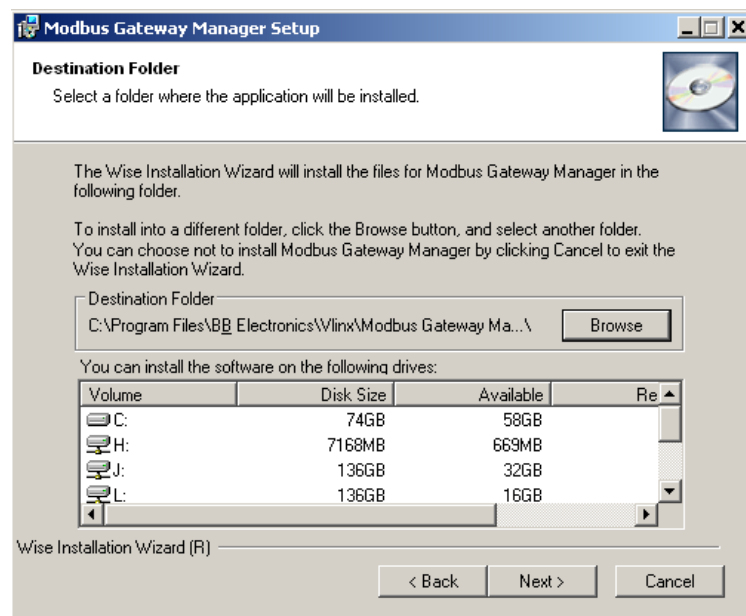 Modbus Gateway Manager Setup
Destination Folder
Select a folder where the application will be installed.
The Wise Installation Wizard will install the files for Modbus Gateway Manager in the
following folder.
To install into a different folder, click the Browse button, and select another folder.
You can choose not to install Modbus Gateway Manager by clicking Cancel to exit the
Wise Installation Wizard.
Destination Folder
C:\Program Files\BB Electronics\Vlinx\Modbus Gateway Ma...\ Browse
You can install the software on the following drives:
Volume Disk Size Available Re
C: 74GB 58GB
H: 7168MB 669MB
J: 136GB 32GB
L: 136GB 16GB
Wise Installation Wizard (R)
< Back Next > Cancel